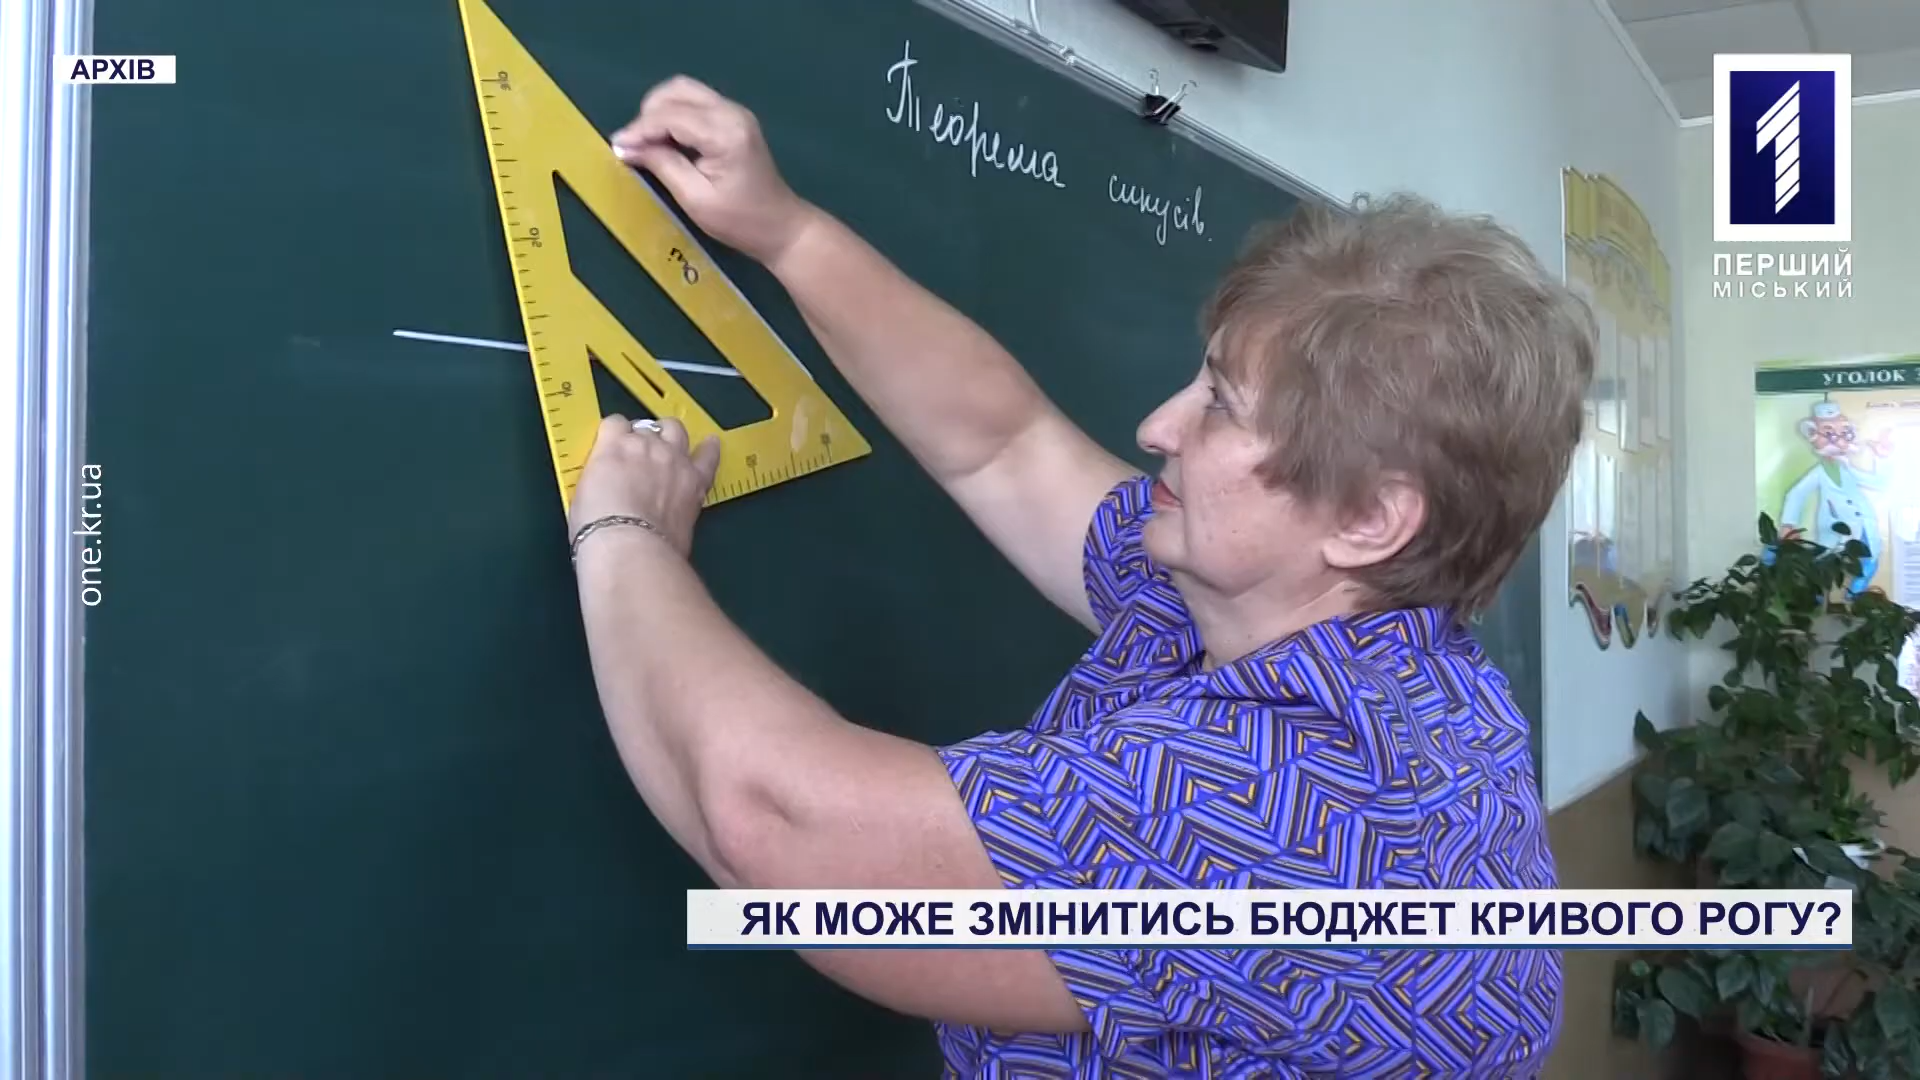 АРХІВ
Теорема синусів.
ПЕРШИЙ
МІСЬКИЙ
УГОЛОК З
one.kr.ua
ЯК МОЖЕ ЗМІНИТИСЬ БЮДЖЕТ КРИВОГО РОГУ?